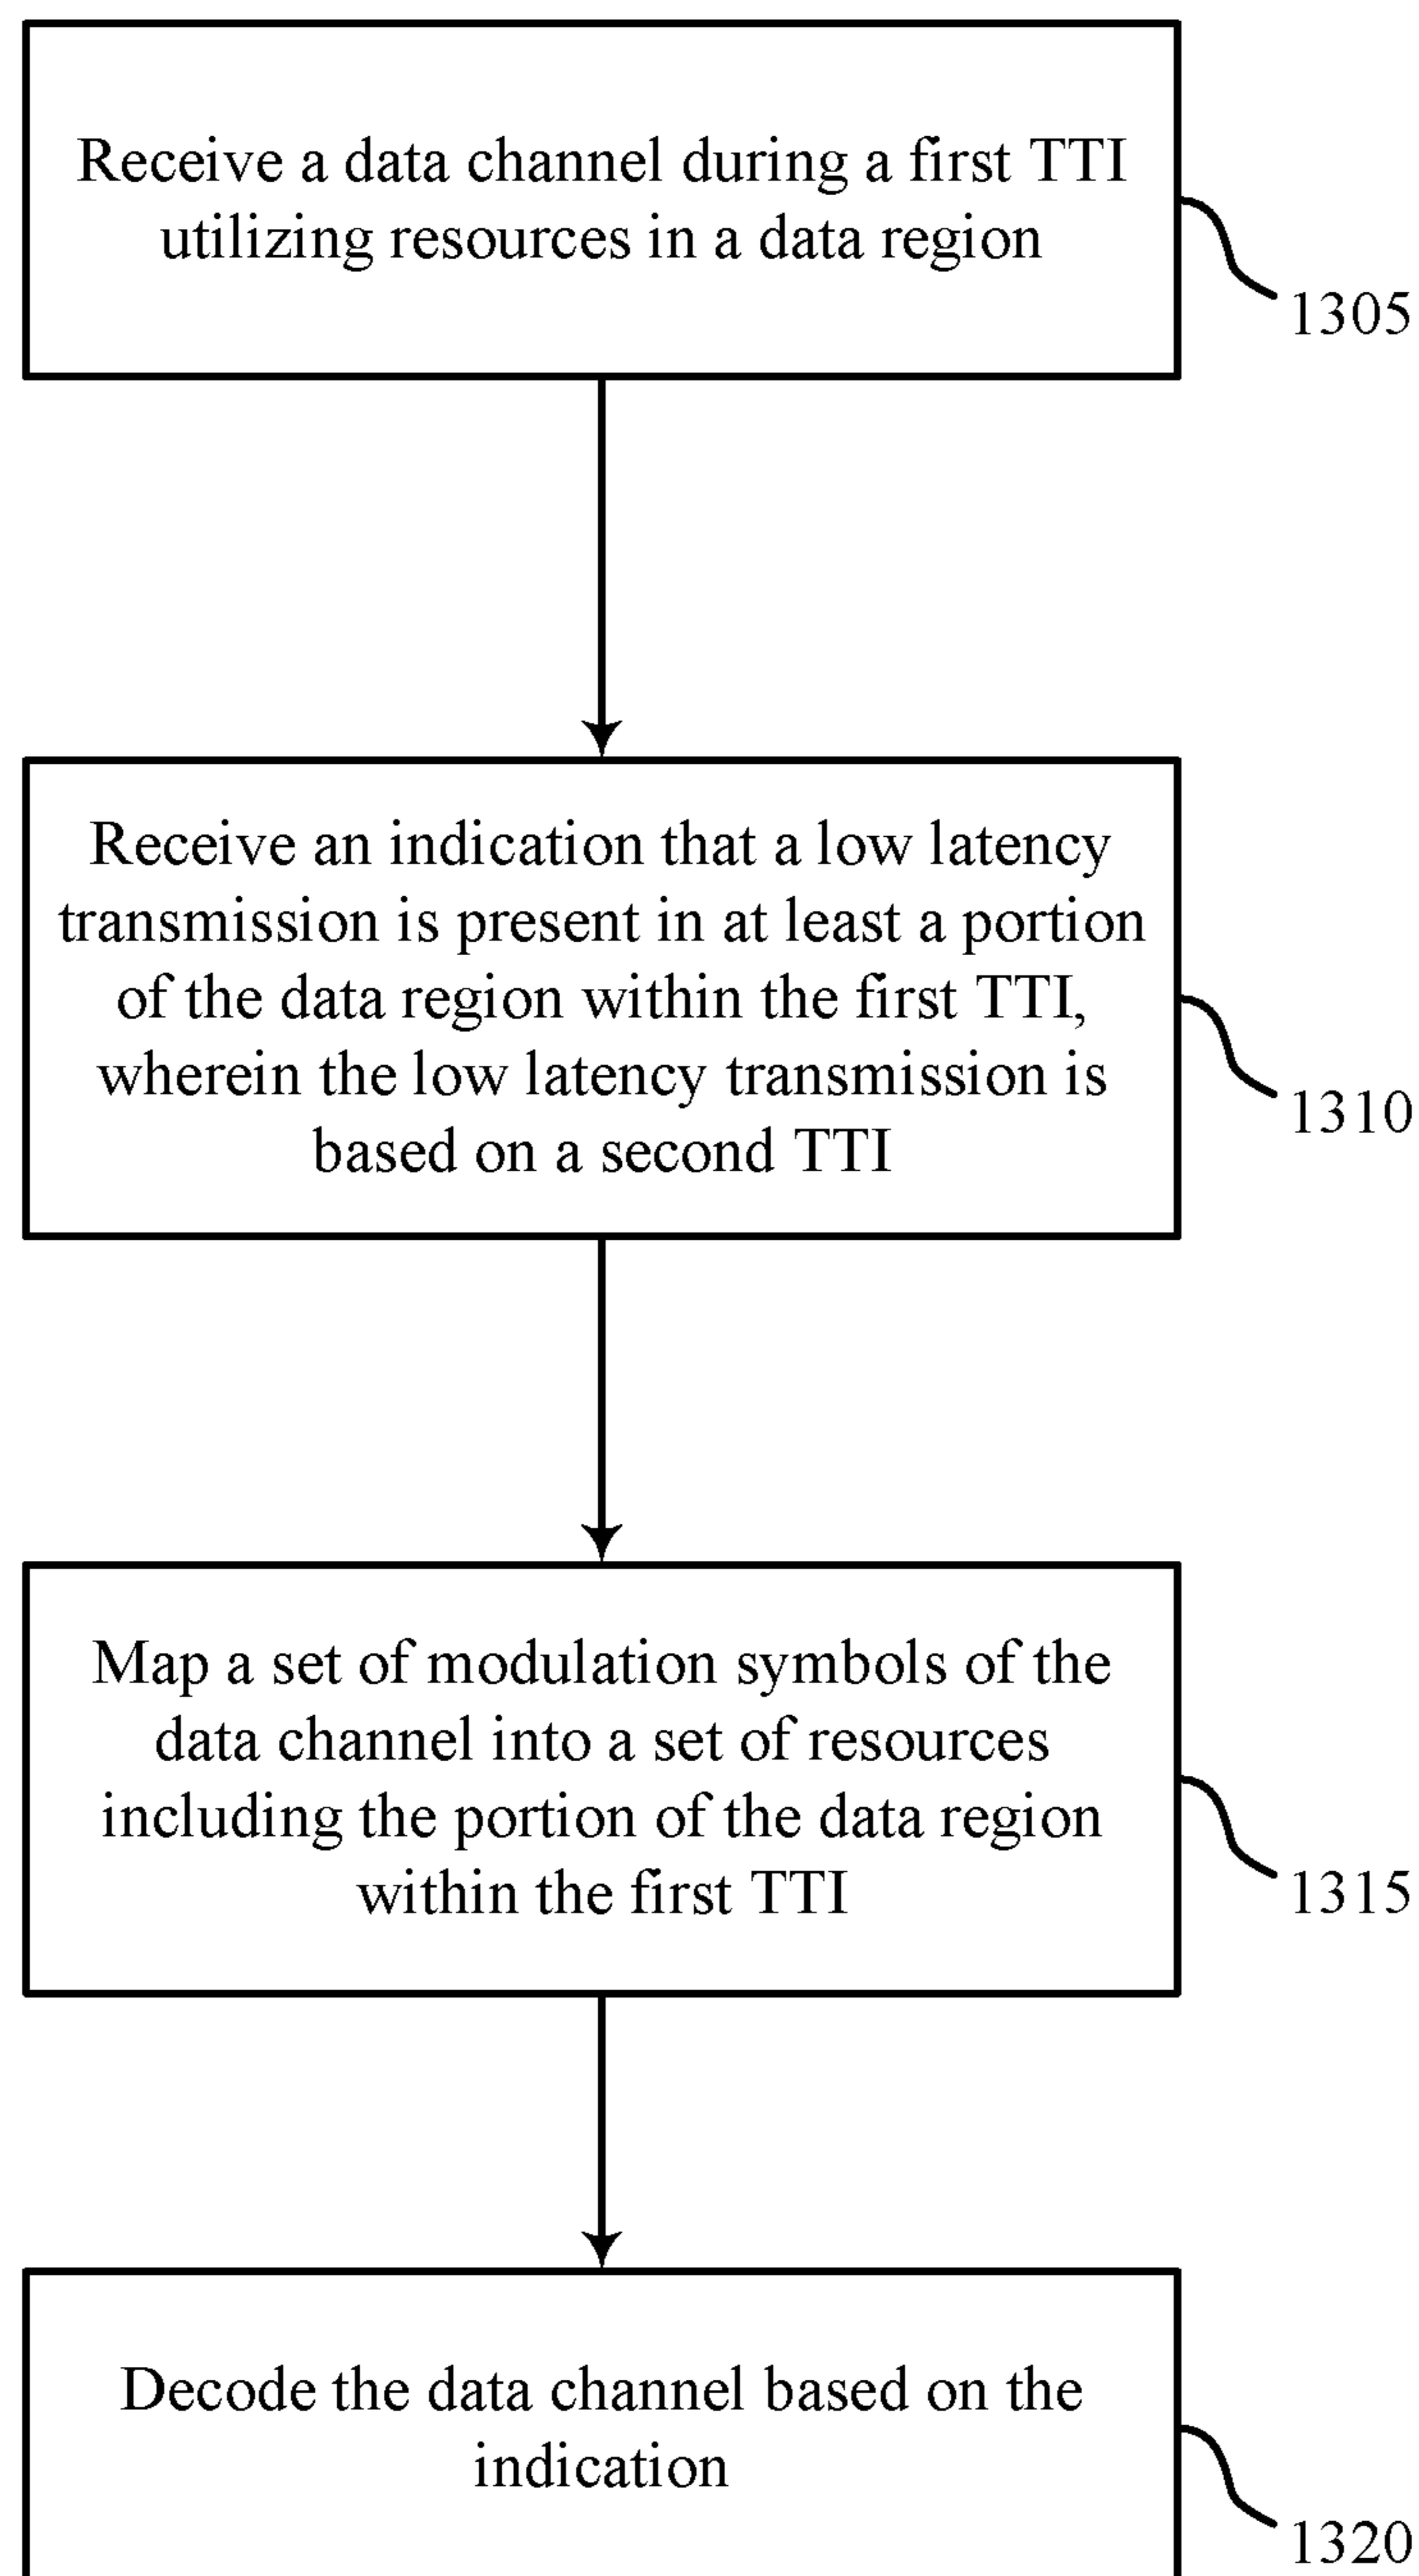 Receive a data channel during a first TTI
utilizing resources in a data region
1305
Receive an indication that a low latency
transmission is present in at least a portion
of the data region within the first TTI,
wherein the low latency transmission is
based on a second TTI
1310
Map a set of modulation symbols of the
data channel into a set of resources
including the portion of the data region
within the first TTI
1315
Decode the data channel based on the
indication
1320